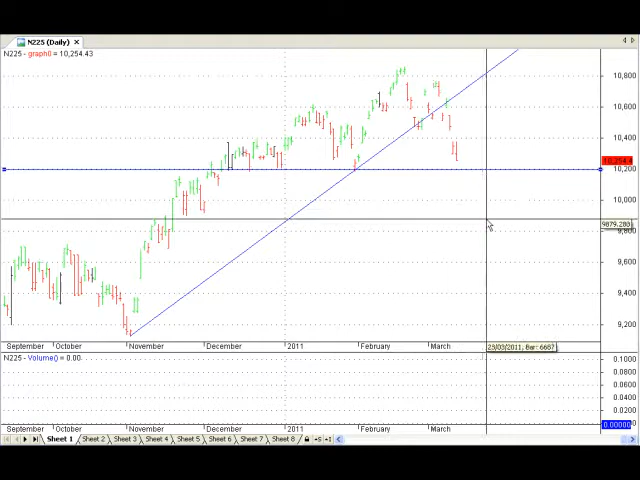 N225 (Daily)
N225 - graph0 = 10,254.43
10,800
10,600
10,400
10,254.4
10,200
10,000
9879.280
9,800
9,600
9,400
9,200
September October November December 2011 February March
23/03/2011, Bar: 6687
N225 - Volume() = 0.00
0.1000
0.0800
0.0600
0.0400
0.0200
0.00000
September October November December 2011 February March
Sheet 1 Sheet 2 Sheet 3 Sheet 4 Sheet 5 Sheet 6 Sheet 7 Sheet 8